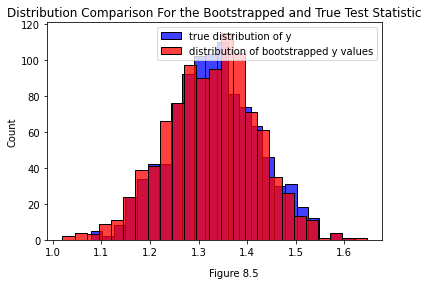 Distribution Comparison For the Bootstrapped and True Test Statistic
true distribution of y
distribution of bootstrapped y values
120
100
80
60
40
20
0
Count
1.0 1.1 1.2 1.3 1.4 1.5 1.6
Figure 8.5